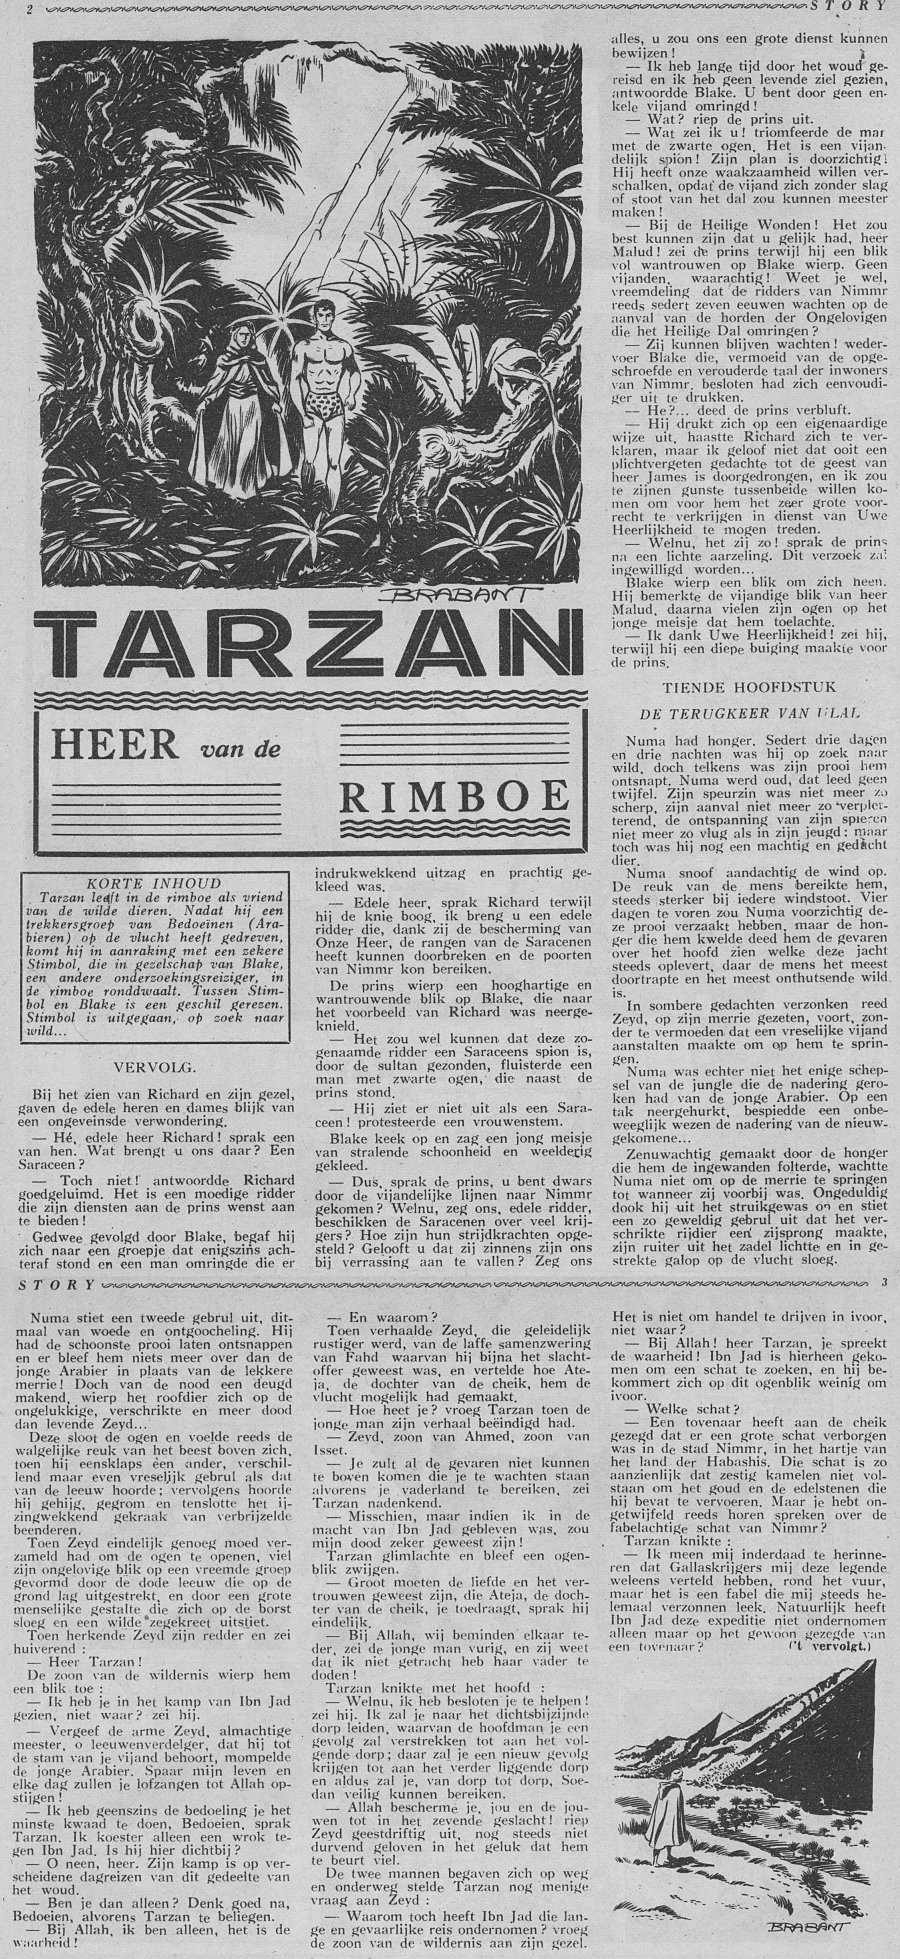 2
STORY
BRABANT
TARZAN
HEER van de
RIMBOE
KORTE INHOUD
Tarzan leeft in de rimboe als vriend
van de wilde dieren. Nadat hij een
trekkersgroep van Bedoeïnen (Ara-
bieren) op de vlucht heeft gedreven,
komt hij in aanraking met een zekere
Stimbol, die in gezelschap van Blake,
een andere onderzoekingsreiziger, in
de rimboe ronddwaalt. Tussen Stim-
bol en Blake is een geschil gerezen.
Stimbol is uitgegaan, op zoek naar
wild...
VERVOLG.
Bij het zien van Richard en zijn gezel,
gaven de edele heren en dames blijk van
een ongeveinsde verwondering.
— Hé, edele heer Richard ! sprak een
van hen. Wat brengt u ons daar ? Een
Saraceen ?
— Toch niet ! antwoordde Richard
goedgeluimd. Het is een moedige ridder
die zijn diensten aan de prins wenst aan
te bieden !
Gedwee gevolgd door Blake, begaf hij
zich naar een groepje dat enigszins ach-
teraf stond en een man omringde die er
indrukwekkend uitzag en prachtig ge-
kleed was.
— Edele heer, sprak Richard terwijl
hij de knie boog, ik breng u een edele
ridder die, dank zij de bescherming van
Onze Heer, de rangen van de Saracenen
heeft kunnen doorbreken en de poorten
van Nimmr kon bereiken.
De prins wierp een hooghartige en
wantrouwende blik op Blake, die naar
het voorbeeld van Richard was neerge-
knield.
— Het zou wel kunnen dat deze zo-
genaamde ridder een Saraceens spion is,
door de sultan gezonden, fluisterde een
man met zwarte ogen, die naast de
prins stond.
— Hij ziet er niet uit als een Sara-
ceen ! protesteerde een vrouwenstem.
Blake keek op en zag een jong meisje
van stralende schoonheid en weelderig
gekleed.
— Dus, sprak de prins, u bent dwars
door de vijandelijke lijnen naar Nimmr
gekomen ? Welnu, zeg ons, edele ridder,
beschikken de Saracenen over veel krij-
gers ? Hoe zijn hun strijdkrachten opge-
steld ? Gelooft u dat zij zinnens zijn ons
bij verrassing aan te vallen ? Zeg ons
alles, u zou ons een grote dienst kunnen
bewijzen !
— Ik heb lange tijd door het woud ge-
reisd en ik heb geen levende ziel gezien,
antwoordde Blake. U bent door geen en-
kele vijand omringd !
— Wat ? riep de prins uit.
— Wat zei ik u ! triomfeerde de man
met de zwarte ogen. Het is een vijan-
delijk spion ! Zijn plan is doorzichtig !
Hij heeft onze waakzaamheid willen ver-
schalken, opdat de vijand zich zonder slag
of stoot van het dal zou kunnen meester
maken !
— Bij de Heilige Wonden ! Het zou
best kunnen zijn dat u gelijk had, heer
Malud ! zei de prins terwijl hij een blik
vol wantrouwen op Blake wierp. Geen
vijanden, waarachtig ! Weet je wel,
vreemdeling dat de ridders van Nimmr
reeds sedert zeven eeuwen wachten op de
aanval van de horden der Ongelovigen
die het Heilige Dal omringen ?
— Zij kunnen blijven wachten ! weder-
voer Blake die, vermoeid van de opge-
schroefde en verouderde taal der inwoners
van Nimmr, besloten had zich eenvoudi-
ger uit te drukken.
— He ?... deed de prins verbluft.
— Hij drukt zich op een eigenaardige
wijze uit, haastte Richard zich te ver-
klaren, maar ik geloof niet dat ooit een
plichtvergeten gedachte tot de geest van
heer James is doorgedrongen, en ik zou
te zijnen gunste tussenbeide willen ko-
men om voor hem het zeer grote voor-
recht te verkrijgen in dienst van Uwe
Heerlijkheid te mogen treden.
— Welnu, het zij zo ! sprak de prins
na een lichte aarzeling. Dit verzoek zal
ingewilligd worden...
Blake wierp een blik om zich heen.
Hij bemerkte de vijandige blik van heer
Malud, daarna vielen zijn ogen op het
jonge meisje dat hem toelachte.
— Ik dank Uwe Heerlijkheid ! zei hij,
terwijl hij een diepe buiging maakte voor
de prins.
TIENDE HOOFDSTUK
DE TERUGKEER VAN ULAL
Numa had honger. Sedert drie dagen
en drie nachten was hij op zoek naar
wild, doch telkens was zijn prooi hem
ontsnapt. Numa werd oud, dat leed geen
twijfel. Zijn speurzin was niet meer zo
scherp, zijn aanval niet meer zo verplet-
terend, de ontspanning van zijn spieren
niet meer zo vlug als in zijn jeugd : maar
toch was hij nog een machtig en geducht
dier.
Numa snoof aandachtig de wind op.
De reuk van de mens bereikte hem,
steeds sterker bij iedere windstoot. Vier
dagen te voren zou Numa voorzichtig de-
ze prooi verzaakt hebben, maar de hon-
ger die hem kwelde deed hem de gevaren
over het hoofd zien welke deze jacht
steeds oplevert, daar de mens het meest
doortrapte en het meest onthutsende wild
is.
In sombere gedachten verzonken reed
Zeyd, op zijn merrie gezeten, voort, zon-
der te vermoeden dat een vreselijke vijand
aanstalten maakte om op hem te sprin-
gen.
Numa was echter niet het enige schep-
sel van de jungle die de nadering gero-
ken had van de jonge Arabier. Op een
tak neergehurkt, bespiedde een onbe-
weeglijk wezen de nadering van de nieuw-
gekomene...
Zenuwachtig gemaakt door de honger
die hem de ingewanden folterde, wachtte
Numa niet om op de merrie te springen
tot wanneer zij voorbij was. Ongeduldig
dook hij uit het struikgewas op en stiet
een zo geweldig gebrul uit dat het ver-
schrikte rijdier een zijsprong maakte,
zijn ruiter uit het zadel lichtte en in ge-
strekte galop op de vlucht sloeg.
STORY
3
Numa stiet een tweede gebrul uit, dit-
maal van woede en ontgoocheling. Hij
had de schoonste prooi laten ontsnappen
en er bleef hem niets meer over dan de
jonge Arabier in plaats van de lekkere
merrie ! Doch van de nood een deugd
makend, wierp het roofdier zich op de
ongelukkige, verschrikte en meer dood
dan levende Zeyd...
Deze sloot de ogen en voelde reeds de
walgelijke reuk van het beest boven zich,
toen hij eensklaps een ander, verschil-
lend maar even vreselijk gebrul als dat
van de leeuw hoorde ; vervolgens hoorde
hij gehijg, gegrom en tenslotte het ij-
zingwekkend gekraak van verbrijzelde
beenderen.
Toen Zeyd eindelijk genoeg moed ver-
zameld had om de ogen te openen, viel
zijn ongelovige blik op een vreemde groep
gevormd door de dode leeuw die op de
grond lag uitgestrekt, en door een grote
menselijke gestalte die zich op de borst
sloeg en een wilde zegekreet uitstiet.
Toen herkende Zeyd zijn redder en zei
huiverend :
— Heer Tarzan !
De zoon van de wildernis wierp hem
een blik toe :
— Ik heb je in het kamp van Ibn Jad
gezien, niet waar ? zei hij.
— Vergeef de arme Zeyd, almachtige
meester, o leeuwenverdelger, dat hij tot
de stam van je vijand behoort, mompelde
de jonge Arabier. Spaar mijn leven en
elke dag zullen je lofzangen tot Allah op-
stijgen !
— Ik heb geenszins de bedoeling je het
minste kwaad te doen, Bedoeïen, sprak
Tarzan. Ik koester alleen een wrok te-
gen Ibn Jad. Is hij hier dichtbij ?
— O neen, heer. Zijn kamp is op ver-
scheidene dagreizen van dit gedeelte van
het woud.
— Ben je dan alleen ? Denk goed na,
Bedoeïen, alvorens Tarzan te beliegen.
— Bij Allah, ik ben alleen, het is de
waarheid !
— En waarom ?
Toen verhaalde Zeyd, die geleidelijk
rustiger werd, van de laffe samenzwering
van Fahd waarvan hij bijna het slacht-
offer geweest was, en vertelde hoe Ate-
ja, de dochter van de cheik, hem de
vlucht mogelijk had gemaakt.
— Hoe heet je ? vroeg Tarzan toen de
jonge man zijn verhaal beëindigd had.
— Zeyd, zoon van Ahmed, zoon van
Isset.
— Je zult al de gevaren niet kunnen
te boven komen die je te wachten staan
alvorens je vaderland te bereiken, zei
Tarzan nadenkend.
— Misschien, maar indien ik in de
macht van Ibn Jad gebleven was, zou
mijn dood zeker geweest zijn !
Tarzan glimlachte en bleef een ogen-
blik zwijgen.
— Groot moeten de liefde en het ver-
trouwen geweest zijn, die Ateja, de doch-
ter van de cheik, je toedraagt, sprak hij
eindelijk.
— Bij Allah, wij beminden elkaar te-
der, zei de jonge man vurig, en zij weet
dat ik niet getracht heb haar vader te
doden !
Tarzan knikte met het hoofd :
— Welnu, ik heb besloten je te helpen !
zei hij. Ik zal je naar het dichtsbijzijnde
dorp leiden, waarvan de hoofdman je een
gevolg zal verstrekken tot aan het vol-
gende dorp ; daar zal je een nieuw gevolg
krijgen tot aan het verder liggende dorp
en aldus zal je, van dorp tot dorp, Soe-
dan veilig kunnen bereiken.
— Allah bescherme je, jou en de jou-
wen tot in het zevende geslacht ! riep
Zeyd geestdriftig uit, nog steeds niet
durvend geloven in het geluk dat hem
te beurt viel.
De twee mannen begaven zich op weg
en onderweg stelde Tarzan nog menige
vraag aan Zeyd :
— Waarom toch heeft Ibn Jad die lan-
ge en gevaarlijke reis ondernomen ? vroeg
de zoon van de wildernis aan zijn gezel.
Het is niet om handel te drijven in ivoor,
niet waar ?
— Bij Allah ! heer Tarzan, je spreekt
de waarheid ! Ibn Jad is hierheen geko-
men om een schat te zoeken, en hij be-
kommert zich op dit ogenblik weinig om
ivoor.
— Welke schat ?
— Een tovenaar heeft aan de cheik
gezegd dat er een grote schat verborgen
was in de stad Nimmr, in het hartje van
het land der Habashis. Die schat is zo
aanzienlijk dat zestig kamelen niet vol-
staan om het goud en de edelstenen die
hij bevat te vervoeren. Maar je hebt on-
getwijfeld reeds horen spreken over de
fabelachtige schat van Nimmr ?
Tarzan knikte :
— Ik meen mij inderdaad te herinne-
ren dat Gallaskrijgers mij deze legende
weleens verteld hebben, rond het vuur,
maar het is een fabel die mij steeds he-
lemaal verzonnen leek. Natuurlijk heeft
Ibn Jad deze expeditie niet ondernomen
alleen maar op het gewoon gezegde van
een tovenaar ? ('t vervolgt.)
BRABANT